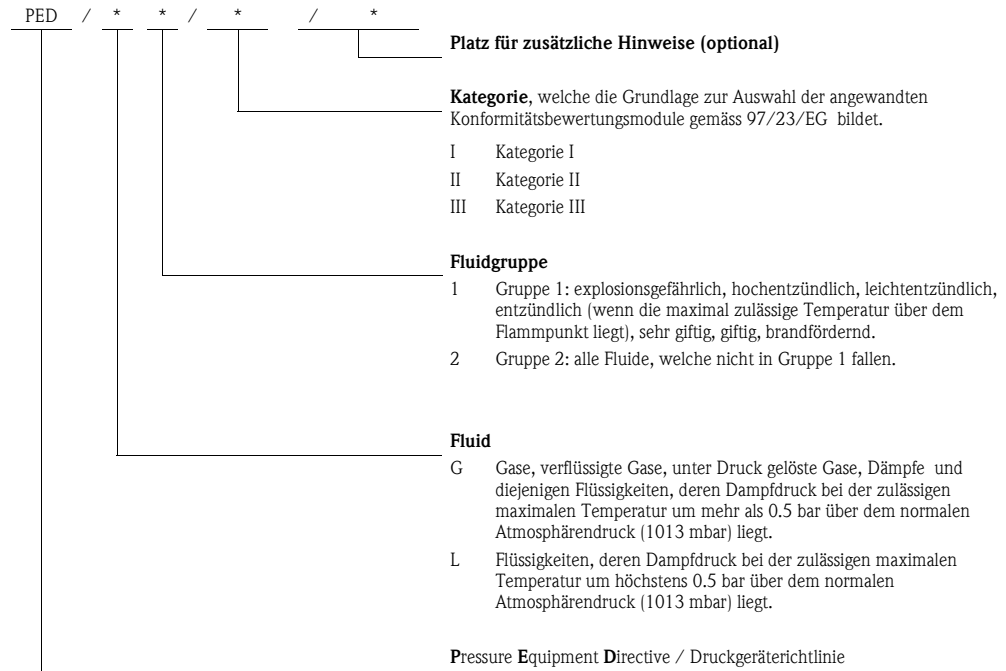 PED / * * / * / *
Platz für zusätzliche Hinweise (optional)
Kategorie, welche die Grundlage zur Auswahl der angewandten
Konformitätsbewertungsmodule gemäss 97/23/EG bildet.
I Kategorie I
II Kategorie II
III Kategorie III
Fluidgruppe
1 Gruppe 1: explosionsgefährlich, hochentzündlich, leichtentzündlich,
entzündlich (wenn die maximal zulässige Temperatur über dem
Flammpunkt liegt), sehr giftig, giftig, brandfördernd.
2 Gruppe 2: alle Fluide, welche nicht in Gruppe 1 fallen.
Fluid
G Gase, verflüssigte Gase, unter Druck gelöste Gase, Dämpfe und
diejenigen Flüssigkeiten, deren Dampfdruck bei der zulässigen
maximalen Temperatur um mehr als 0.5 bar über dem normalen
Atmosphärendruck (1013 mbar) liegt.
L Flüssigkeiten, deren Dampfdruck bei der zulässigen maximalen
Temperatur um höchstens 0.5 bar über dem normalen
Atmosphärendruck (1013 mbar) liegt.
Pressure Equipment Directive / Druckgeräterichtlinie